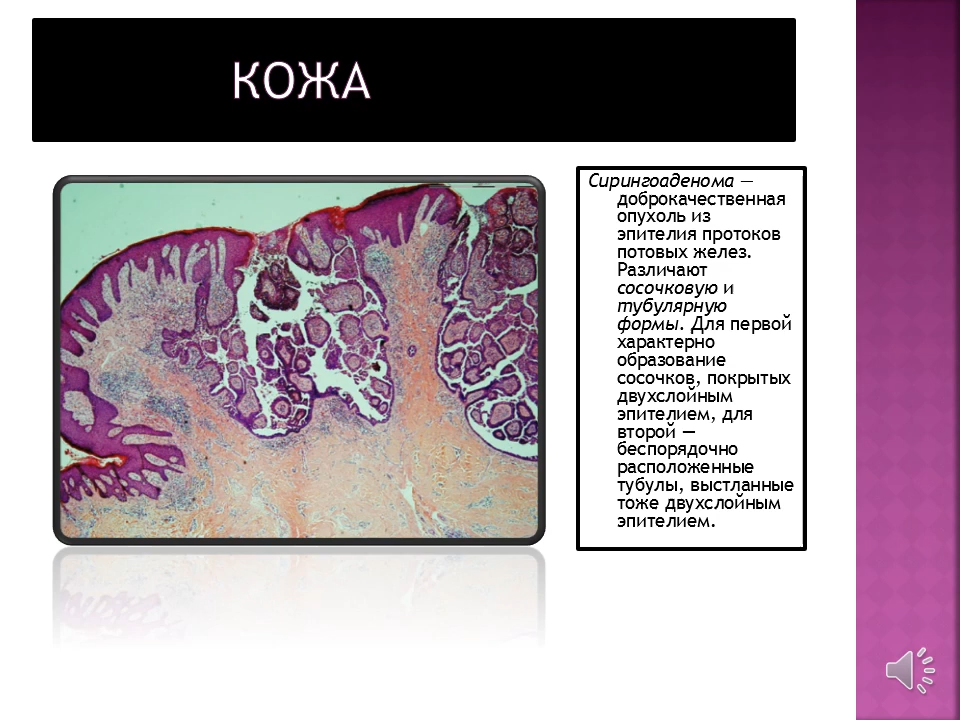 КОЖА
Сирингоаденома —
доброкачественная
опухоль из
эпителия протоков
потовых желез.
Различают
сосочковую и
тубулярную
формы. Для первой
характерно
образование
сосочков, покрытых
двухслойным
эпителием, для
второй —
беспорядочно
расположенные
тубулы, выстланные
тоже двухслойным
эпителием.